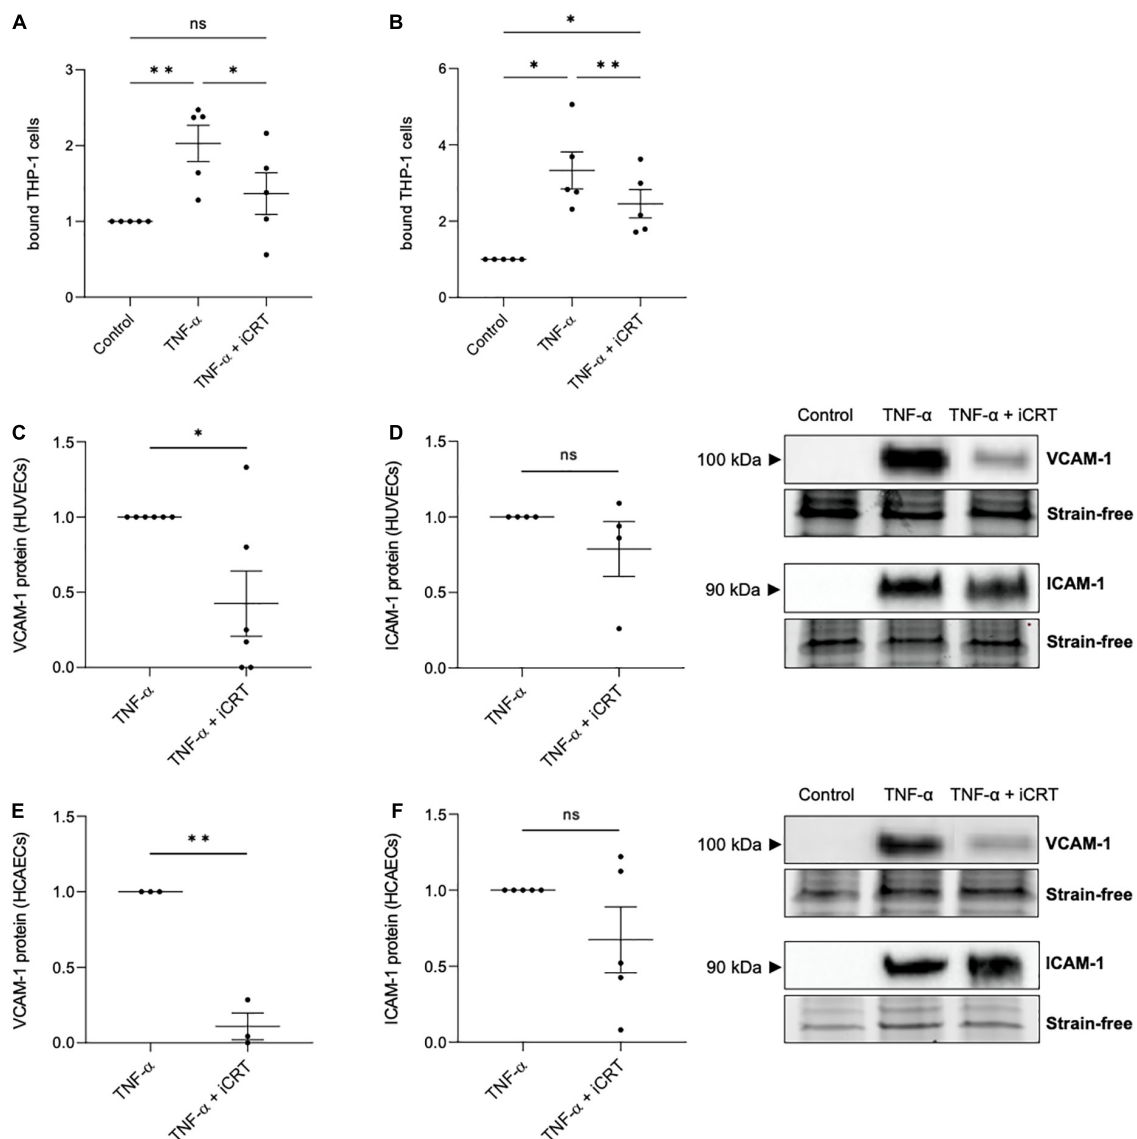 A
ns
* *
*
bound THP-1 cells
3
2
1
0
Control
TNF-α
TNF-α + iCRT
B
*
*
* *
bound THP-1 cells
6
4
2
0
Control
TNF-α
TNF-α + iCRT
C
*
VCAM-1 protein (HUVECs)
1.5
1.0
0.5
0.0
TNF-α
TNF-α + iCRT
D
ns
ICAM-1 protein (HUVECs)
1.5
1.0
0.5
0.0
TNF-α
TNF-α + iCRT
Control TNF-α TNF-α + iCRT
100 kDa VCAM-1
Strain-free
90 kDa ICAM-1
Strain-free
E
* *
VCAM-1 protein (HCAECs)
1.5
1.0
0.5
0.0
TNF-α
TNF-α + iCRT
F
ns
ICAM-1 protein (HCAECs)
1.5
1.0
0.5
0.0
TNF-α
TNF-α + iCRT
Control TNF-α TNF-α + iCRT
100 kDa VCAM-1
Strain-free
90 kDa ICAM-1
Strain-free